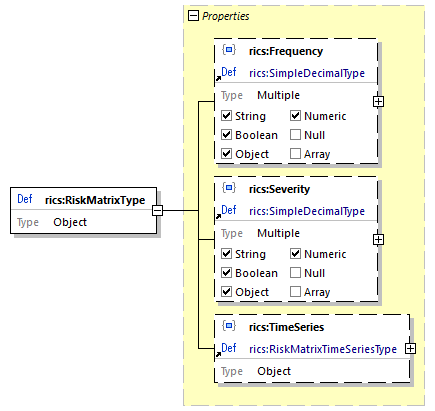 Properties
rics:Frequency
Def rics:SimpleDecimalType
Type Multiple
String Numeric
Boolean Null
Object Array
Def rics:RiskMatrixType
Type Object
rics:Severity
Def rics:SimpleDecimalType
Type Multiple
String Numeric
Boolean Null
Object Array
rics:TimeSeries
Def rics:RiskMatrixTimeSeriesType
Type Object